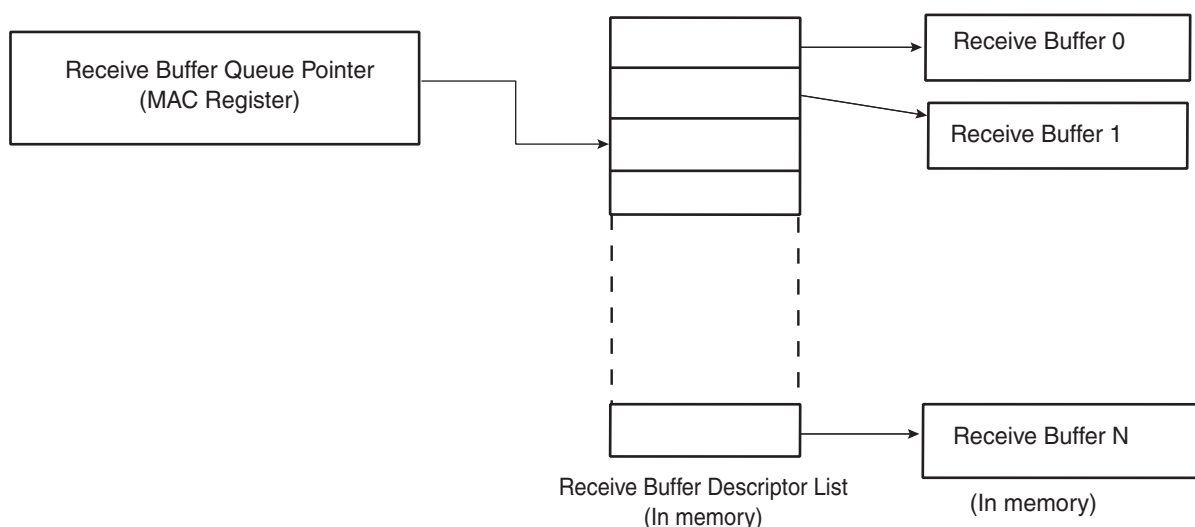 Receive Buffer Queue Pointer
(MAC Register)
Receive Buffer 0
Receive Buffer 1
Receive Buffer N
Receive Buffer Descriptor List
(In memory)
(In memory)